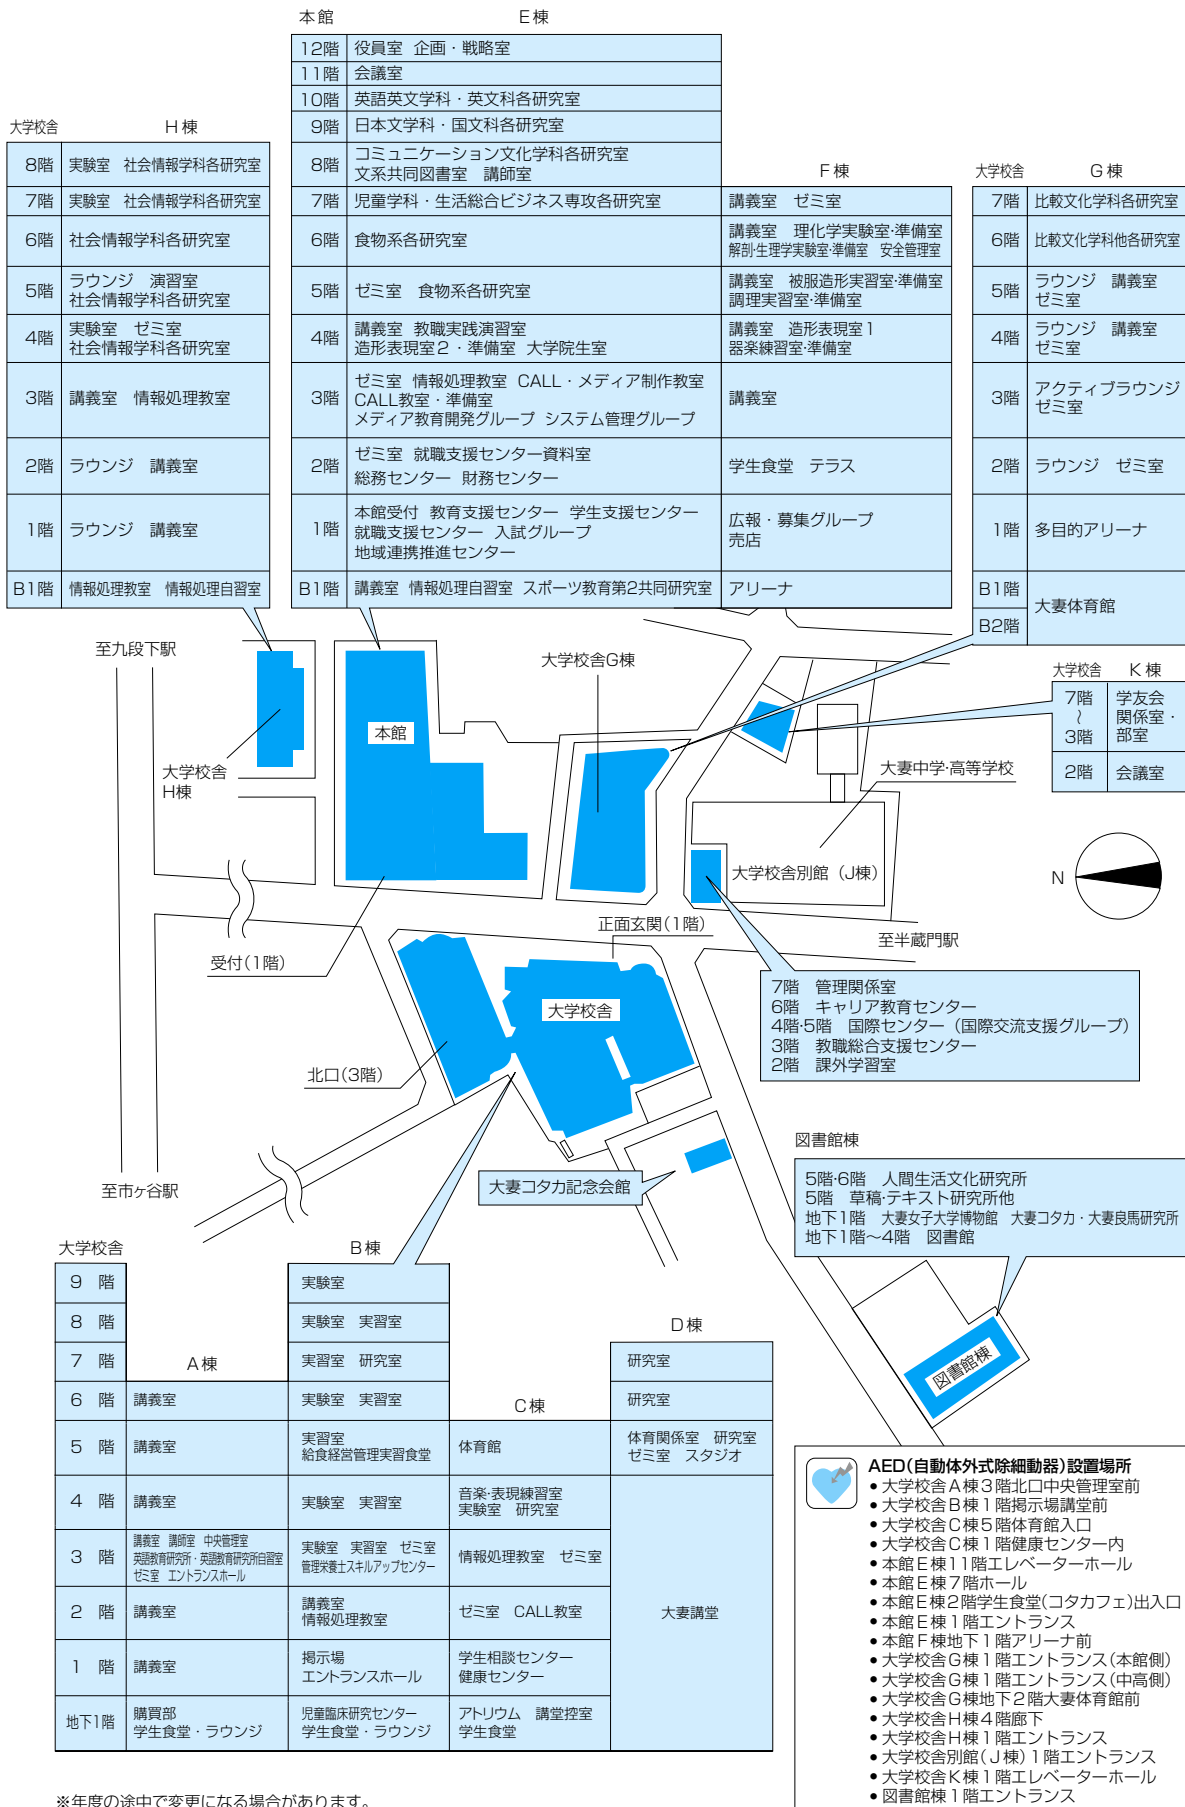 本館 E棟
12階 役員室 企画・戦略室
11階 会議室
10階 英語英文学科・英文科各研究室
9階 日本文学科・国文科各研究室
8階 コミュニケーション文化学科各研究室
文系共同図書室 講師室
7階 児童学科・生活総合ビジネス専攻各研究室
6階 食物系各研究室
5階 ゼミ室 食物系各研究室
4階 講義室 教職実践演習室
造形表現室2・準備室 大学院生室
3階 ゼミ室 情報処理教室 CALL・メディア制作教室
CALL教室・準備室
メディア教育開発グループ システム管理グループ
2階 ゼミ室 就職支援センター資料室
総務センター 財務センター
1階 本館受付 教育支援センター 学生支援センター
就職支援センター 入試グループ
地域連携推進センター
B1階 講義室 情報処理自習室 スポーツ教育第2共同研究室
F棟
講義室 ゼミ室
講義室 理化学実験室・準備室
解剖・生理学実験室・準備室 安全管理室
講義室 被服造形実習室・準備室
調理実習室・準備室
講義室 造形表現室1
器楽練習室・準備室
講義室
学生食堂 テラス
広報・募集グループ
売店
アリーナ
大学校舎 H棟
8階 実験室 社会情報学科各研究室
7階 実験室 社会情報学科各研究室
6階 社会情報学科各研究室
5階 ラウンジ 演習室
社会情報学科各研究室
4階 実験室 ゼミ室
社会情報学科各研究室
3階 講義室 情報処理教室
2階 ラウンジ 講義室
1階 ラウンジ 講義室
B1階 情報処理教室 情報処理自習室
大学校舎 G棟
7階 比較文化学科各研究室
6階 比較文化学科他各研究室
5階 ラウンジ 講義室
ゼミ室
4階 ラウンジ 講義室
ゼミ室
3階 アクティブラウンジ
ゼミ室
2階 ラウンジ ゼミ室
1階 多目的アリーナ
B1階
B2階
大妻体育館
大学校舎 K棟
7階
〜
3階
学友会
関係室・
部室
2階 会議室
至九段下駅
大学校舎G棟
本館
大学校舎
H棟
大妻中学・高等学校
大学校舎別館(J棟)
N
正面玄関(1階)
至半蔵門駅
受付(1階)
7階 管理関係室
6階 キャリア教育センター
4階・5階 国際センター(国際交流支援グループ)
3階 教職総合支援センター
2階 課外学習室
大学校舎
北口(3階)
大妻コタカ記念会館
至市ヶ谷駅
図書館棟
5階・6階 人間生活文化研究所
5階 草稿・テキスト研究所他
地下1階 大妻女子大学博物館 大妻コタカ・大妻良馬研究所
地下1階〜4階 図書館
図書館棟
大学校舎
9 階
8 階
7 階
6 階
5 階
4 階
3 階
2 階
1 階
地下1階
A棟
講義室
講義室
講義室
講義室 講師室 中央管理室
英語教育研究所・英語教育研究所自習室
ゼミ室 エントランスホール
講義室
講義室
購買部
学生食堂・ラウンジ
B棟
実験室
実験室 実習室
実習室 研究室
実験室 実習室
実習室
給食経営管理実習食堂
実験室 実習室
実験室 実習室 ゼミ室
管理栄養士スキルアップセンター
講義室
情報処理教室
掲示場
エントランスホール
児童臨床研究センター
学生食堂・ラウンジ
C棟
体育館
音楽・表現練習室
実験室 研究室
情報処理教室 ゼミ室
ゼミ室 CALL教室
学生相談センター
健康センター
アトリウム 講堂控室
学生食堂
D棟
研究室
研究室
体育関係室 研究室
ゼミ室 スタジオ
大妻講堂
AED(自動体外式除細動器)設置場所
●大学校舎A棟3階北口中央管理室前
●大学校舎B棟1階掲示場講堂前
●大学校舎C棟5階体育館入口
●大学校舎C棟1階健康センター内
●本館E棟11階エレベーターホール
●本館E棟7階ホール
●本館E棟2階学生食堂(コタカフェ)出入口
●本館E棟1階エントランス
●本館F棟地下1階アリーナ前
●大学校舎G棟1階エントランス(本館側)
●大学校舎G棟1階エントランス(中高側)
●大学校舎G棟地下2階大妻体育館前
●大学校舎H棟4階廊下
●大学校舎H棟1階エントランス
●大学校舎別館(J棟)1階エントランス
●大学校舎K棟1階エレベーターホール
●図書館棟1階エントランス
※年度の途中で変更になる場合があります。